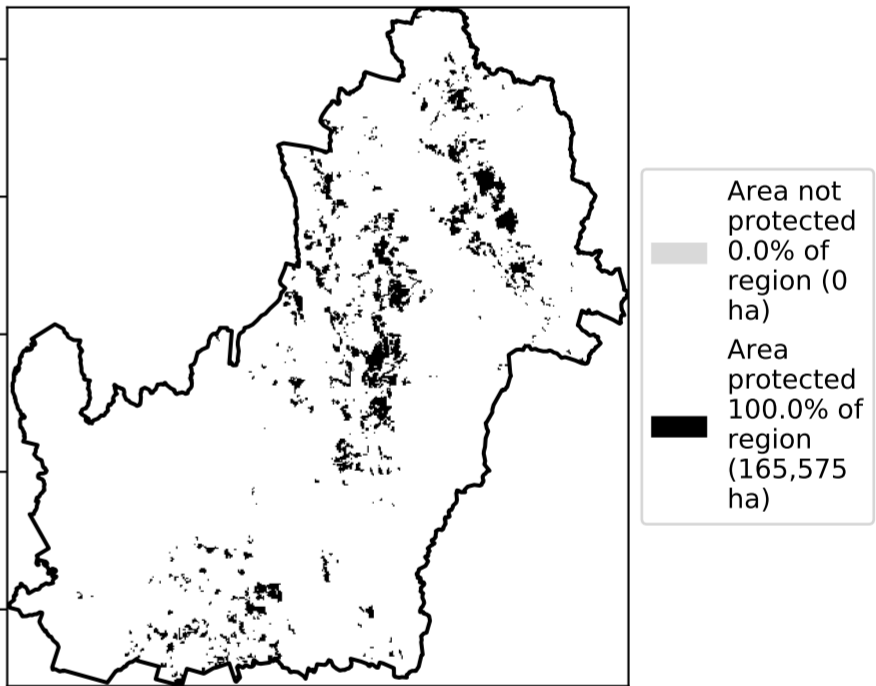 Area not
protected
0.0% of
region (0
ha)
Area
protected
100.0% of
region
(165,575
ha)